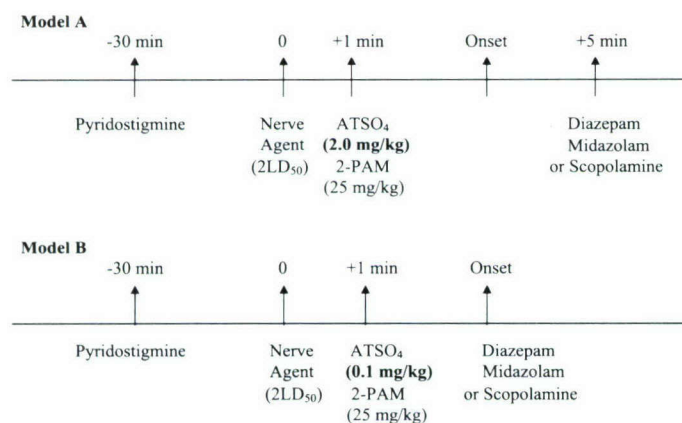 Model A
-30 min 0 +1 min Onset +5 min
Pyridostigmine Nerve ATSO₄ Diazepam
Agent (2.0 mg/kg) Midazolam
(2LD₅₀) 2-PAM or Scopolamine
(25 mg/kg)
Model B
-30 min 0 +1 min Onset
Pyridostigmine Nerve ATSO₄ Diazepam
Agent (0.1 mg/kg) Midazolam
(2LD₅₀) 2-PAM or Scopolamine
(25 mg/kg)